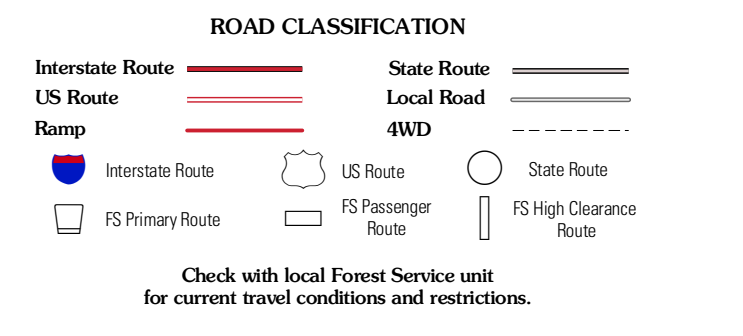 ROAD CLASSIFICATION
Interstate Route
State Route
US Route
Local Road
Ramp
4WD
Interstate Route
US Route
State Route
FS Primary Route
FS Passenger
Route
FS High Clearance
Route
Check with local Forest Service unit
for current travel conditions and restrictions.